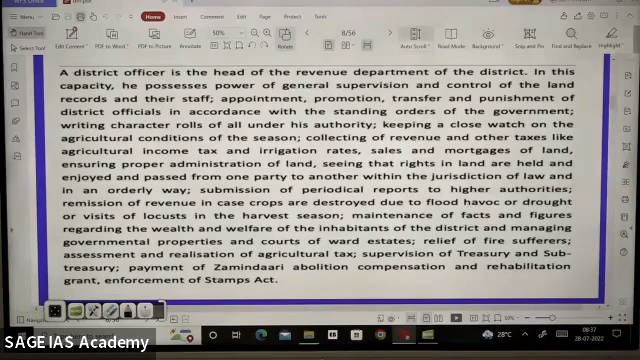 Home Insert Comment Edit Page Protect Tools
Hand Tool
Select Tool
Edit Content PDF to Word PDF to Picture Annotate 50% Rotate 8/56 Auto Scroll Read Mode Background Snip and Pin Find and Replace Highlight
A district officer is the head of the revenue department of the district. In this
capacity, he possesses power of general supervision and control of the land
records and their staff; appointment, promotion, transfer and punishment of
district officials in accordance with the standing orders of the government;
writing character rolls of all under his authority; keeping a close watch on the
agricultural conditions of the season; collecting of revenue and other taxes like
agricultural income tax and irrigation rates, sales and mortgages of land,
ensuring proper administration of land, seeing that rights in land are held and
enjoyed and passed from one party to another within the jurisdiction of law and
in an orderly way; submission of periodical reports to higher authorities;
remission of revenue in case crops are destroyed due to flood havoc or drought
or visits of locusts in the harvest season; maintenance of facts and figures
regarding the wealth and welfare of the inhabitants of the district and managing
governmental properties and courts of ward estates; relief of fire sufferers;
assessment and realisation of agricultural tax; supervision of Treasury and Sub-
treasury; payment of Zamindaari abolition compensation and rehabilitation
grant, enforcement of Stamps Act.
8/56 50%
28°C ENG 08:37
28-07-2022
SAGE IAS Academy